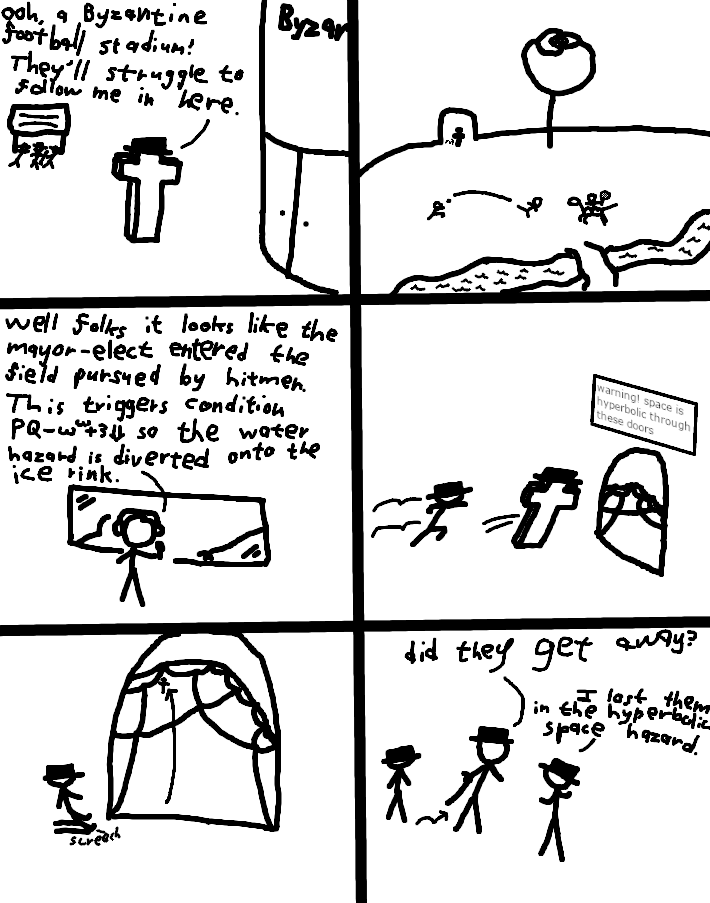 ooh, a Byzantine
football stadium!
They'll struggle to
follow me in here.
Byzan
well folks it looks like the
mayor-elect entered the
field pursued by hitmen.
This triggers condition
so the water
hazard is diverted onto the
ice rink.
warning! space is
hyperbolic through
these doors
screech
did they get away?
I lost them
in the hyperbolic
space hazard.